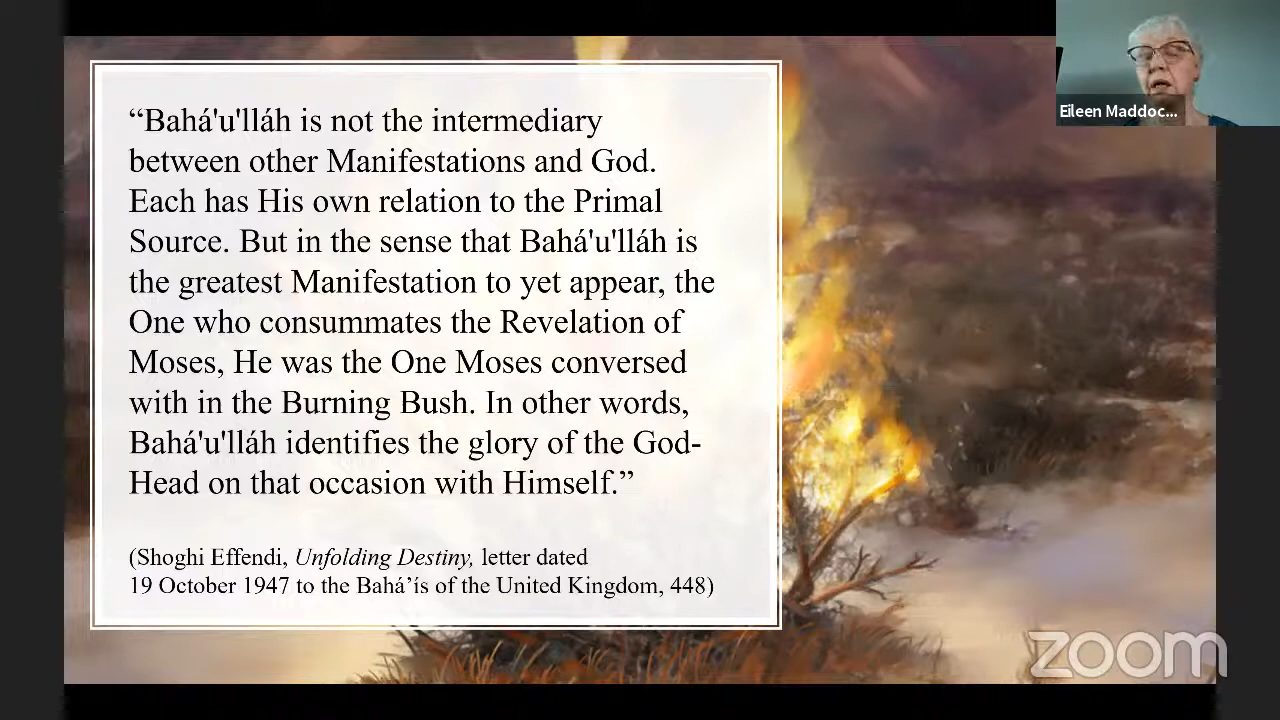 “Bahá'u'lláh is not the intermediary
between other Manifestations and God.
Each has His own relation to the Primal
Source. But in the sense that Bahá'u'lláh is
the greatest Manifestation to yet appear, the
One who consummates the Revelation of
Moses, He was the One Moses conversed
with in the Burning Bush. In other words,
Bahá'u'lláh identifies the glory of the God-
Head on that occasion with Himself.”
(Shoghi Effendi, Unfolding Destiny, letter dated
19 October 1947 to the Bahá’ís of the United Kingdom, 448)
Eileen Maddoc...
zoom